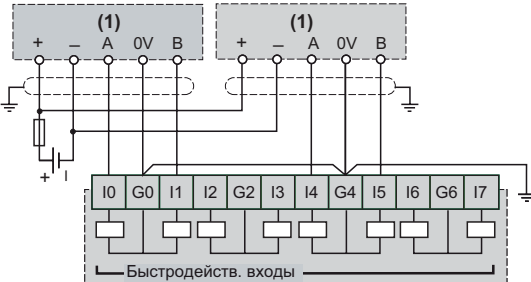 (1) (1)
+ – A 0V B + – A 0V B
+ I
I0 G0 I1 I2 G2 I3 I4 G4 I5 I6 G6 I7
Быстродейств. входы